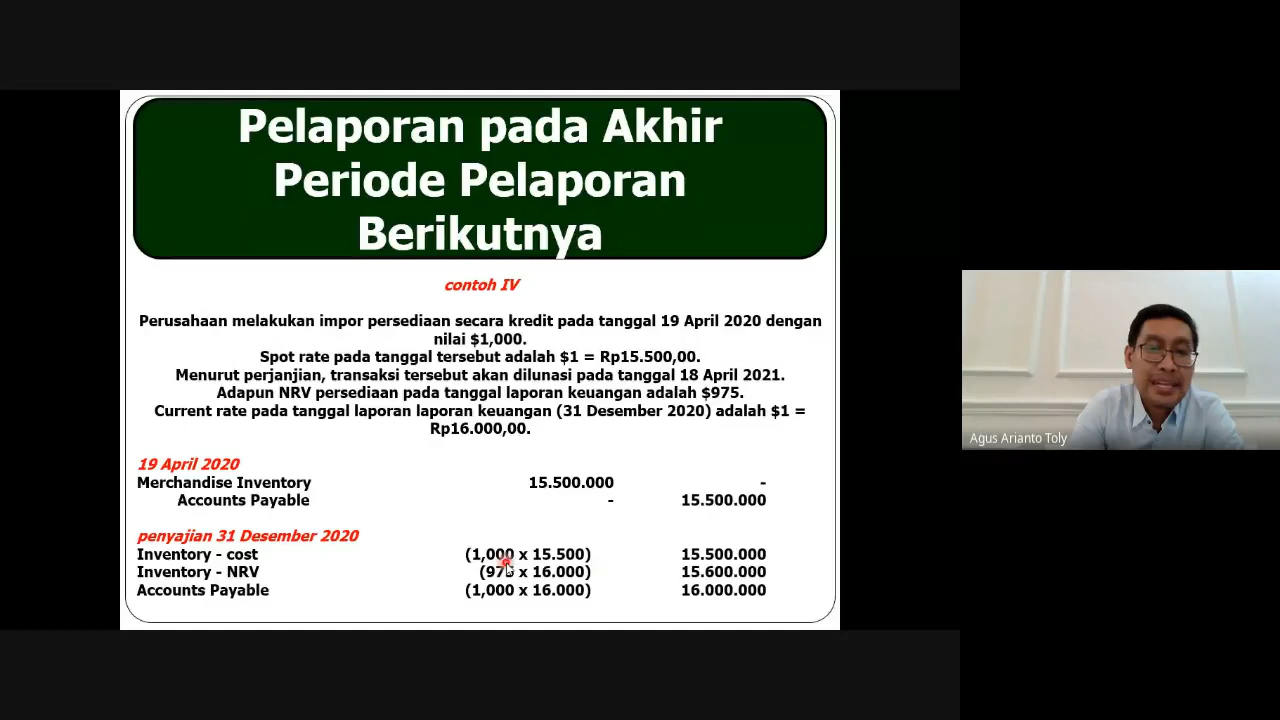 Pelaporan pada Akhir
Periode Pelaporan
Berikutnya
contoh IV
Perusahaan melakukan impor persediaan secara kredit pada tanggal 19 April 2020 dengan
nilai $1,000.
Spot rate pada tanggal tersebut adalah $1 = Rp15.500,00.
Menurut perjanjian, transaksi tersebut akan dilunasi pada tanggal 18 April 2021.
Adapun NRV persediaan pada tanggal laporan keuangan adalah $975.
Current rate pada tanggal laporan laporan keuangan (31 Desember 2020) adalah $1 =
Rp16.000,00.
19 April 2020
Merchandise Inventory 15.500.000 -
Accounts Payable - 15.500.000
penyajian 31 Desember 2020
Inventory - cost (1,000 x 15.500) 15.500.000
Inventory - NRV (975 x 16.000) 15.600.000
Accounts Payable (1,000 x 16.000) 16.000.000
Agus Arianto Toly